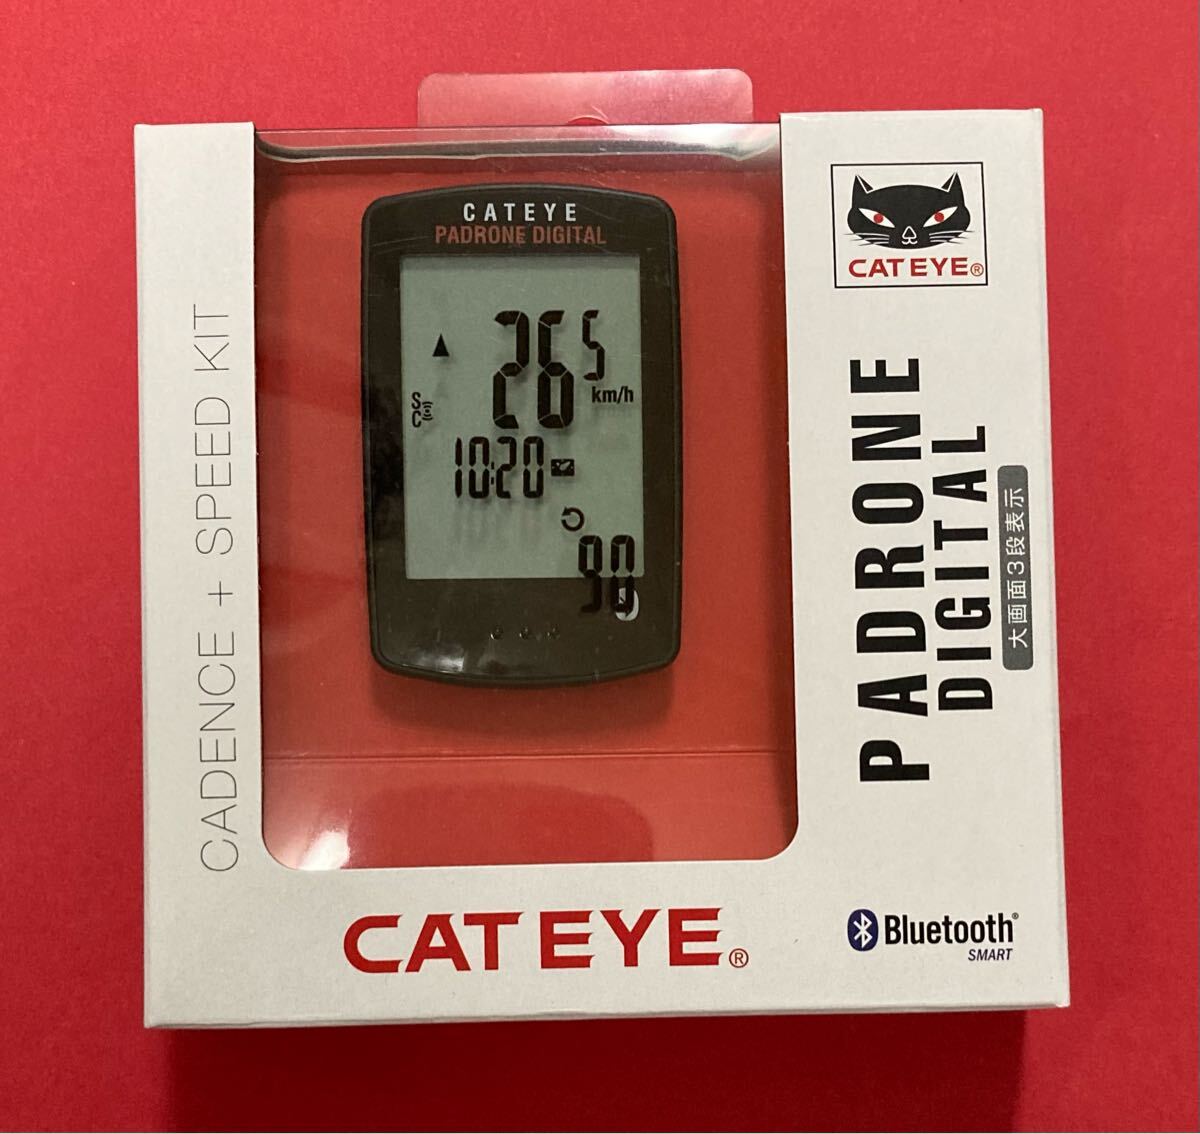 CADENCE + SPEED KIT
CATEYE
PADRONE DIGITAL
26 5
km/h
S
C
10:20
90
CATEYE®
CATEYE®
PADRONE
DIGITAL
大画面3段表示
Bluetooth®
SMART